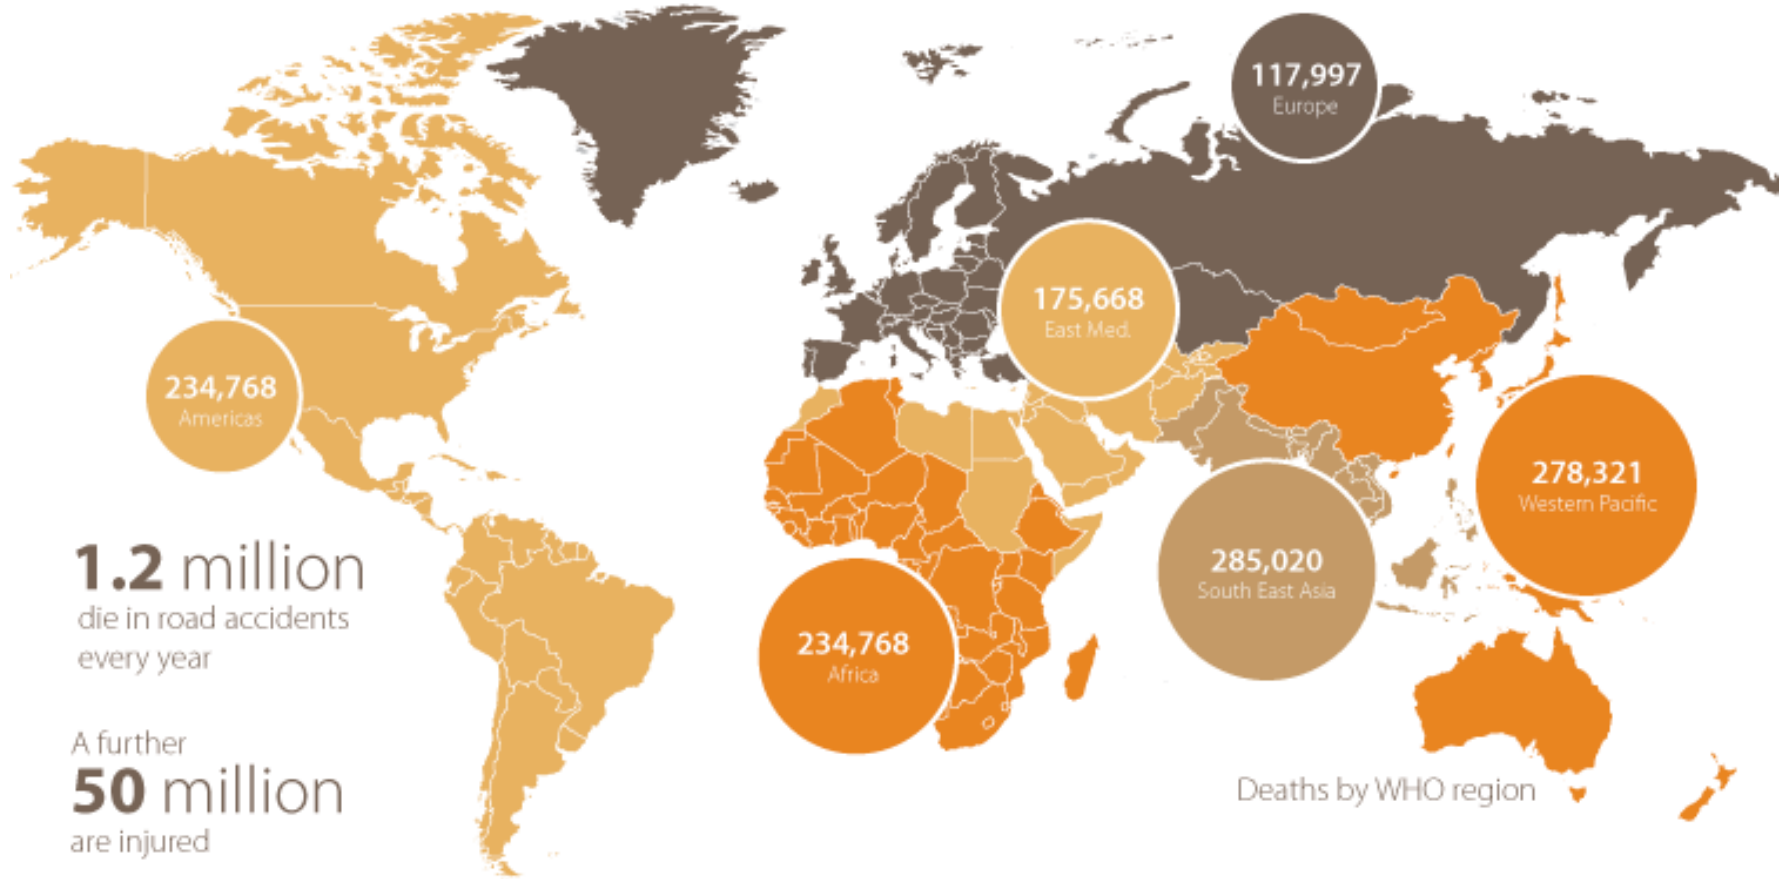 117,997
Europe
175,668
East Med.
234,768
Americas
278,321
Western Pacific
285,020
South East Asia
234,768
Africa
1.2 million
die in road accidents
every year
A further
50 million
are injured
Deaths by WHO region